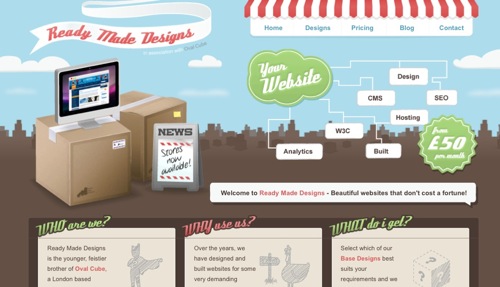 Ready Made Designs
in association with Oval Cube
Home Designs Pricing Blog Contact
Your
Website
Design
CMS
SEO
Hosting
W3C
Analytics
Built
from
£50
per month
NEWS
Stores
now
available!
Welcome to Ready Made Designs - Beautiful websites that don't cost a fortune!
WHO are we?
Ready Made Designs
is the younger, feistier
brother of Oval Cube,
a London based
WHY use us?
Over the years, we
have designed and
built websites for some
very demanding
WHAT do i get?
Select which of our
Base Designs best
suits your
requirements and we